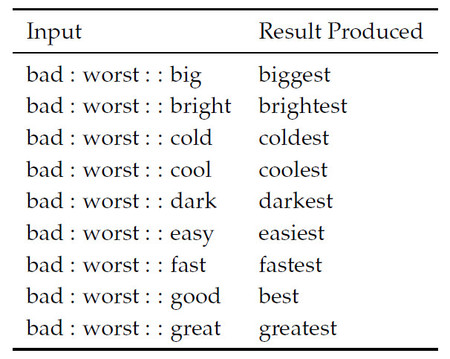 Input Result Produced
bad : worst : : big biggest
bad : worst : : bright brightest
bad : worst : : cold coldest
bad : worst : : cool coolest
bad : worst : : dark darkest
bad : worst : : easy easiest
bad : worst : : fast fastest
bad : worst : : good best
bad : worst : : great greatest